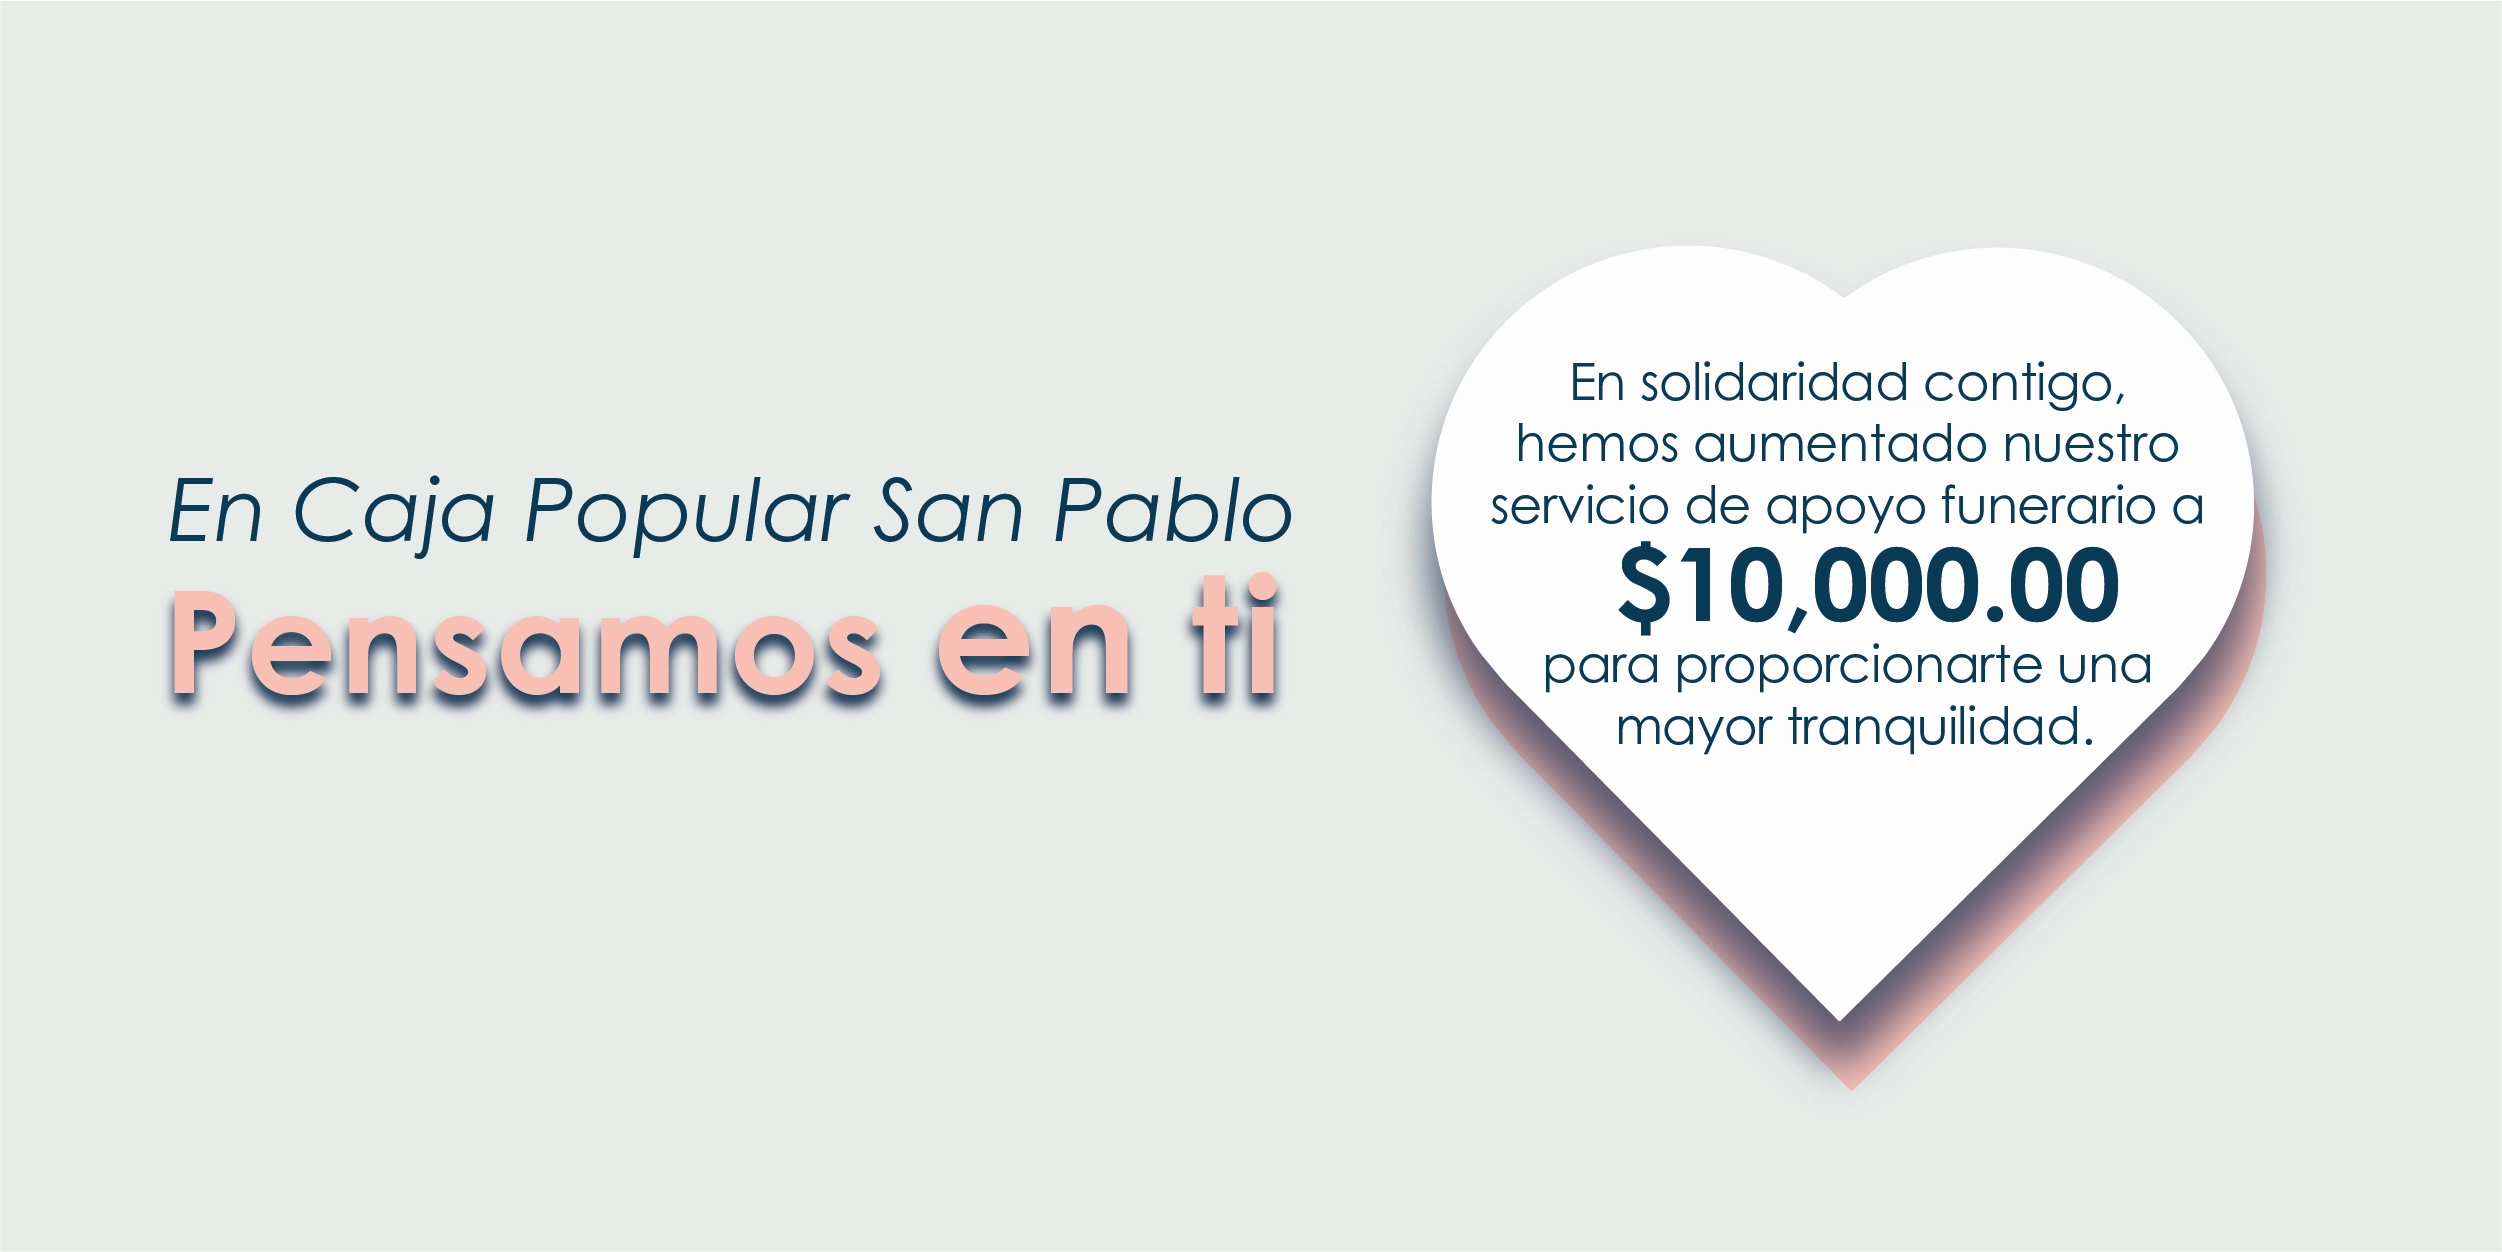 En Caja Popular San Pablo
Pensamos en ti
En solidaridad contigo,
hemos aumentado nuestro
servicio de apoyo funerario a
$10,000.00
para proporcionarte una
mayor tranquilidad.